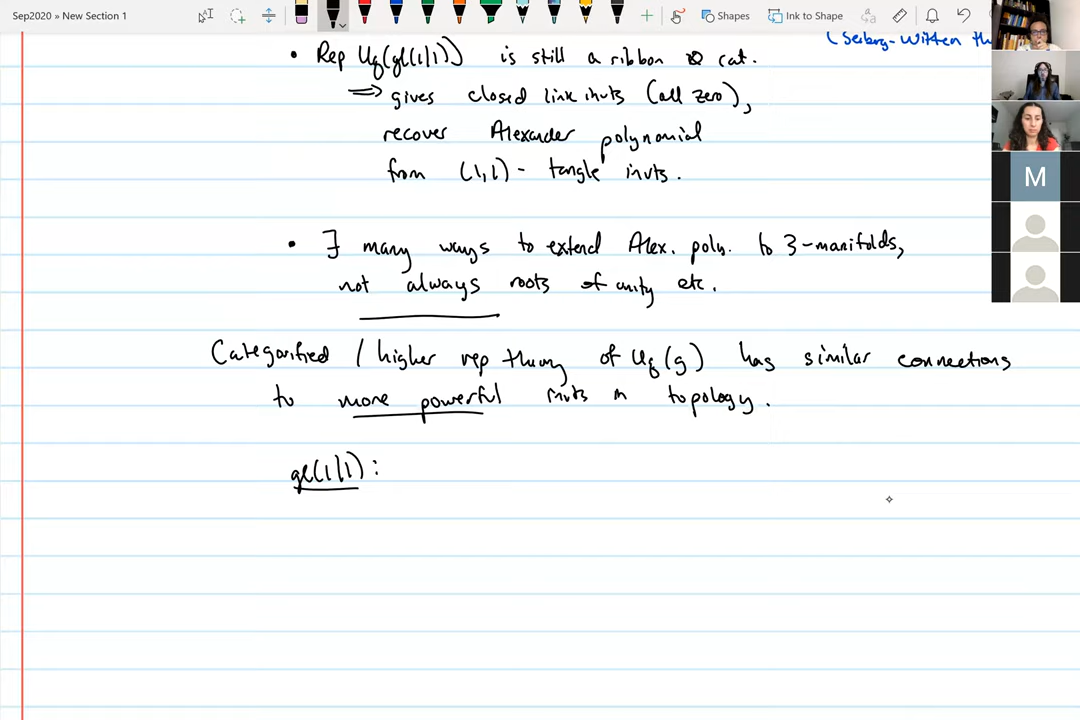 Sep2020 » New Section 1
Shapes
Ink to Shape
(Seiberg-Witten th
• Rep Uq(gl(1|1)) is still a ribbon ⊗ cat.
⟹ gives closed link invts (all zero),
recover Alexander polynomial
from (1,1)- tangle invts.
• ∃ many ways to extend Alex. poly. to 3-manifolds,
not always roots of unity etc.
Categorified / higher rep theory of Uq(g) has similar connections
to more powerful invts in topology.
gl(1|1):
M